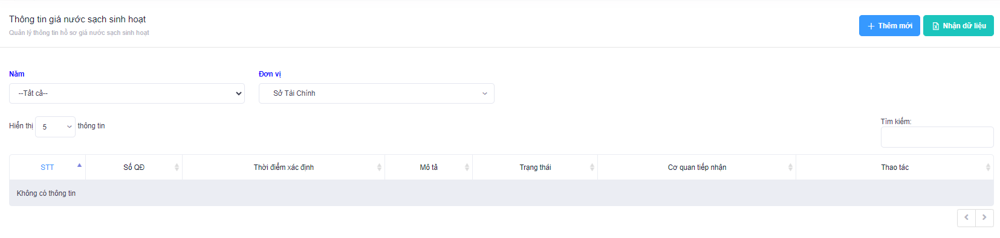 Thông tin giá nước sạch sinh hoạt
Quản lý thông tin hồ sơ giá nước sạch sinh hoạt
Thêm mới
Nhận dữ liệu
Năm
Đơn vị
--Tất cả--
Sở Tài Chính
Hiển thị 5 thông tin
Tìm kiếm:
STT Số QĐ Thời điểm xác định Mô tả Trạng thái Cơ quan tiếp nhận Thao tác
Không có thông tin